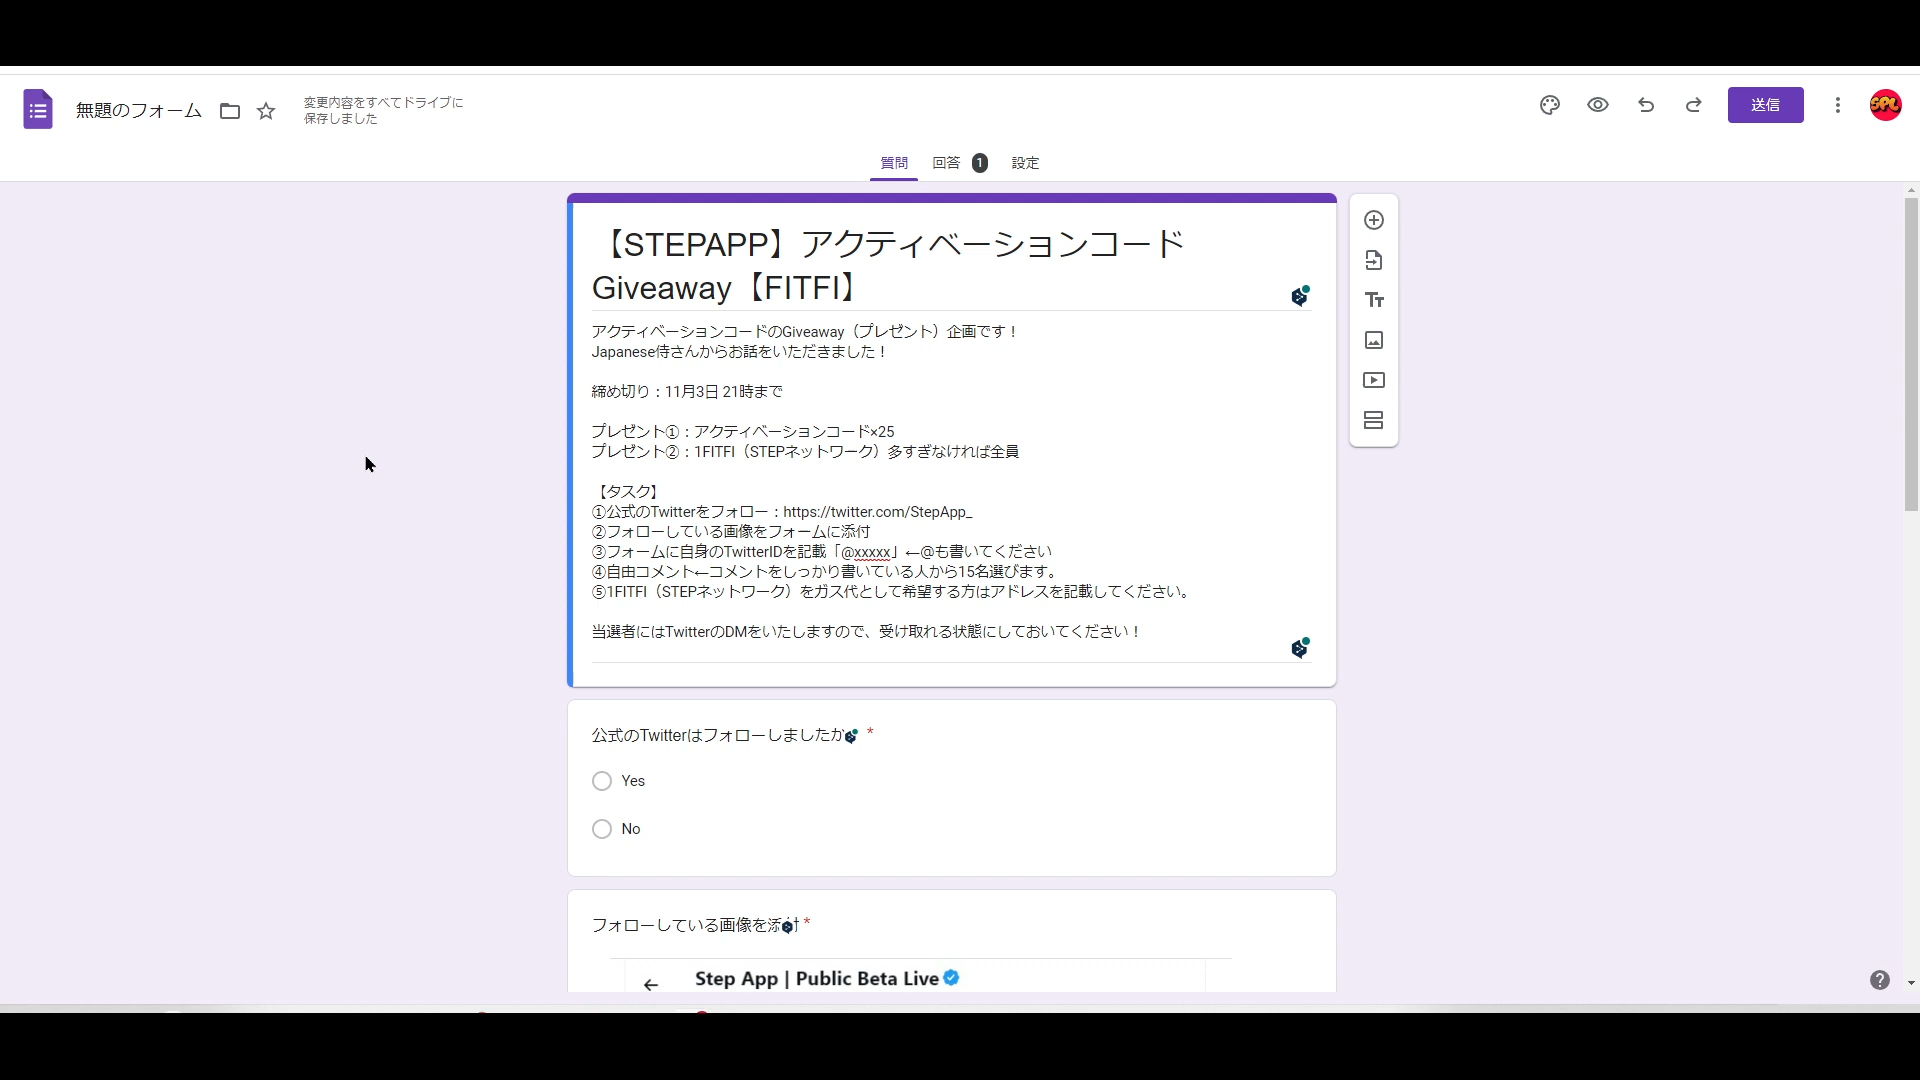 無題のフォーム
変更内容をすべてドライブに
保存しました
送信
SPL
質問 回答 1 設定
【STEPAPP】アクティベーションコード
Giveaway【FITFI】
アクティベーションコードのGiveaway（プレゼント）企画です！
Japanese侍さんからお話をいただきました！
締め切り：11月3日 21時まで
プレゼント①：アクティベーションコード×25
プレゼント②：1FITFI（STEPネットワーク）多すぎなければ全員
【タスク】
①公式のTwitterをフォロー：https://twitter.com/StepApp_
②フォローしている画像をフォームに添付
③フォームに自身のTwitterIDを記載「@xxxxx」←@も書いてください
④自由コメント←コメントをしっかり書いている人から15名選びます。
⑤1FITFI（STEPネットワーク）をガス代として希望する方はアドレスを記載してください。
当選者にはTwitterのDMをいたしますので、受け取れる状態にしておいてください！
公式のTwitterはフォローしましたか *
Yes
No
フォローしている画像を添付 *
Step App | Public Beta Live